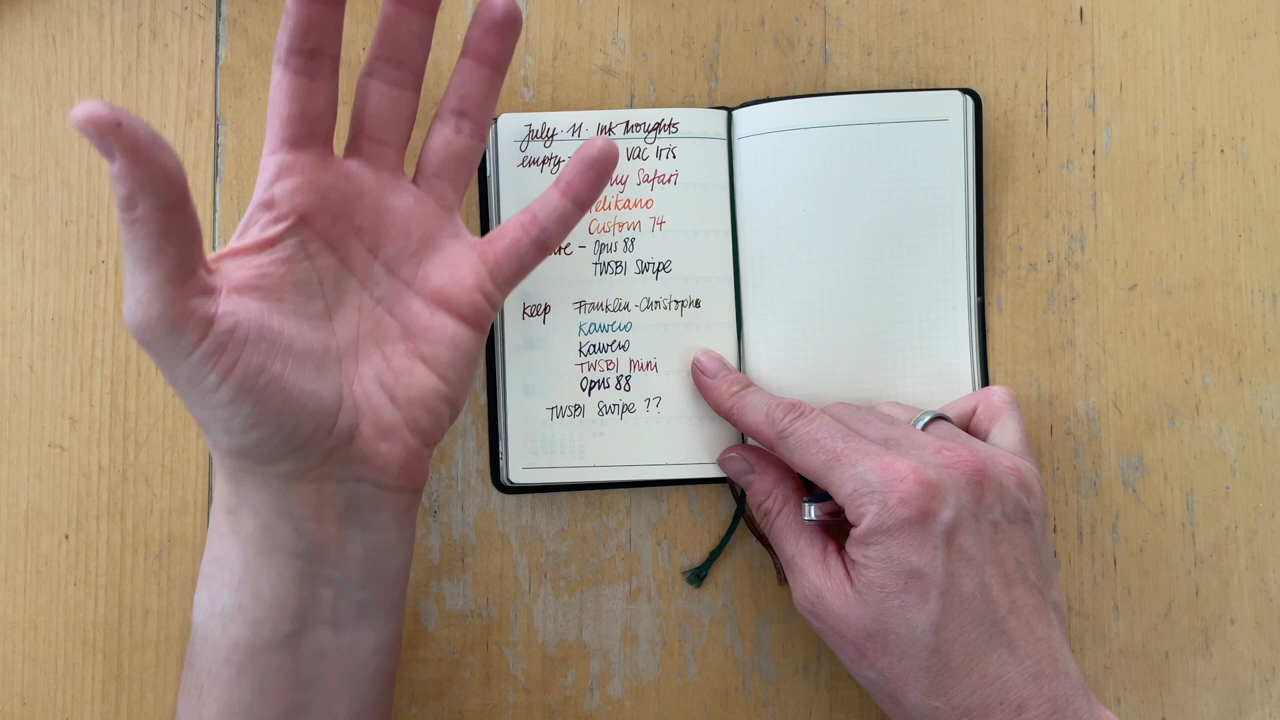 July. 11. Ink Thoughts
empty - VAC Iris
Safari
Custom 74
- Opus 88
TWSBI Swipe
keep Franklin-Christoph
Kaweco
Kaweco
TWSBI Mini
Opus 88
TWSBI Swipe ??